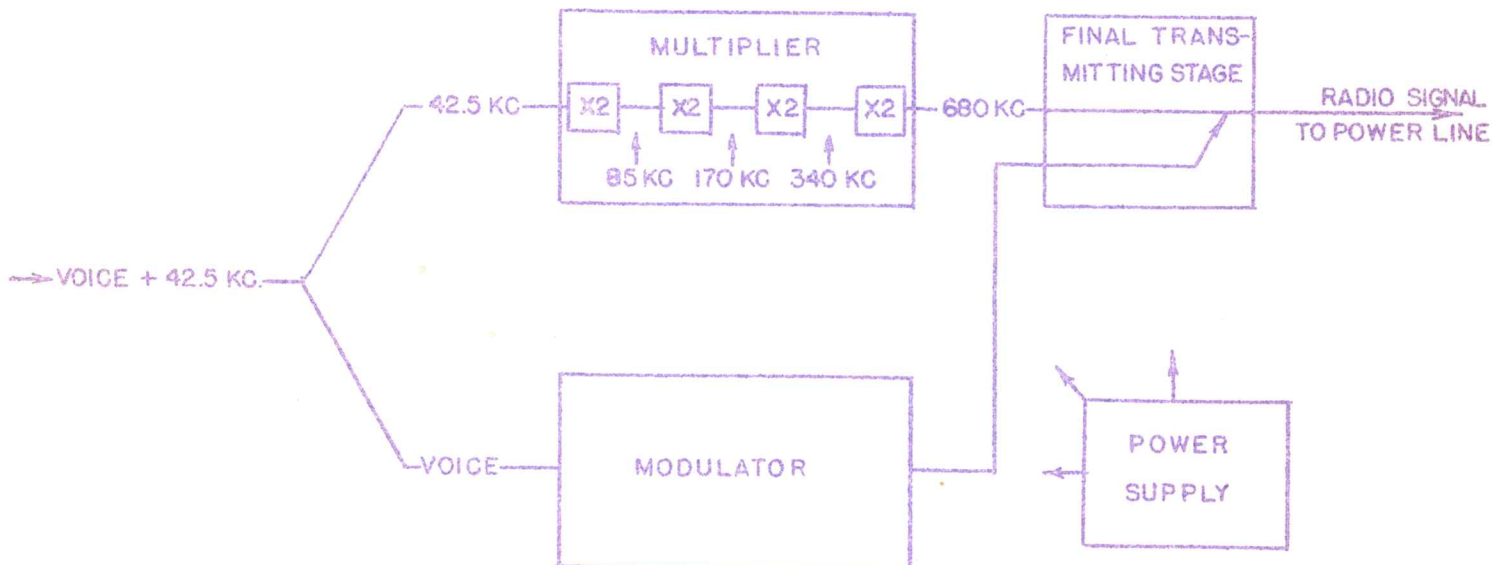 MULTIPLIER
FINAL TRANS-
MITTING STAGE
42.5 KC
X2
X2
X2
X2
680 KC
RADIO SIGNAL
TO POWER LINE
85 KC
170 KC
340 KC
VOICE + 42.5 KC.
VOICE
MODULATOR
POWER
SUPPLY